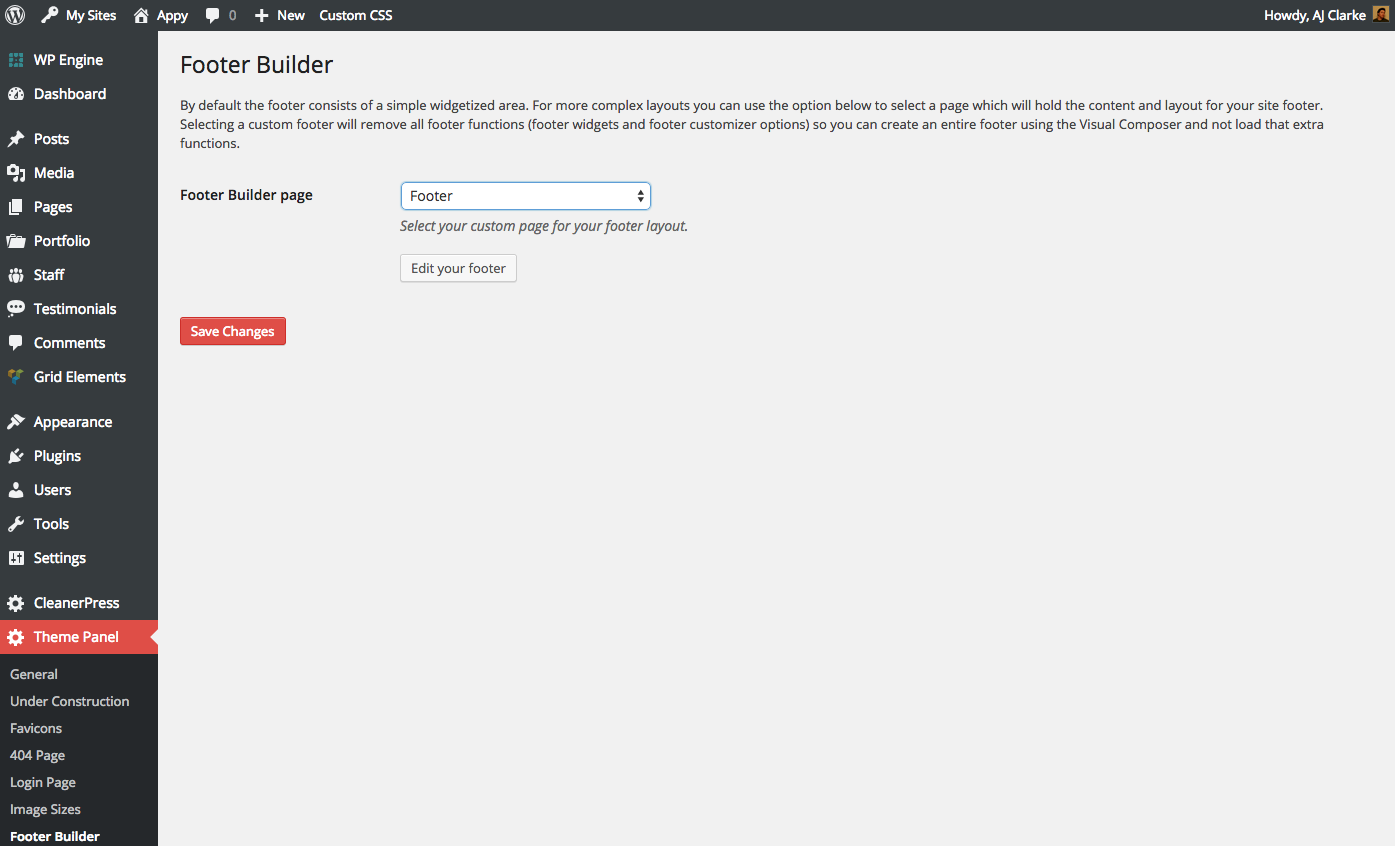 My Sites
Appy
0
New
Custom CSS
Howdy, AJ Clarke
WP Engine
Dashboard
Posts
Media
Pages
Portfolio
Staff
Testimonials
Comments
Grid Elements
Appearance
Plugins
Users
Tools
Settings
CleanerPress
Theme Panel
General
Under Construction
Favicons
404 Page
Login Page
Image Sizes
Footer Builder
Footer Builder
By default the footer consists of a simple widgetized area. For more complex layouts you can use the option below to select a page which will hold the content and layout for your site footer.
Selecting a custom footer will remove all footer functions (footer widgets and footer customizer options) so you can create an entire footer using the Visual Composer and not load that extra
functions.
Footer Builder page
Footer
Select your custom page for your footer layout.
Edit your footer
Save Changes